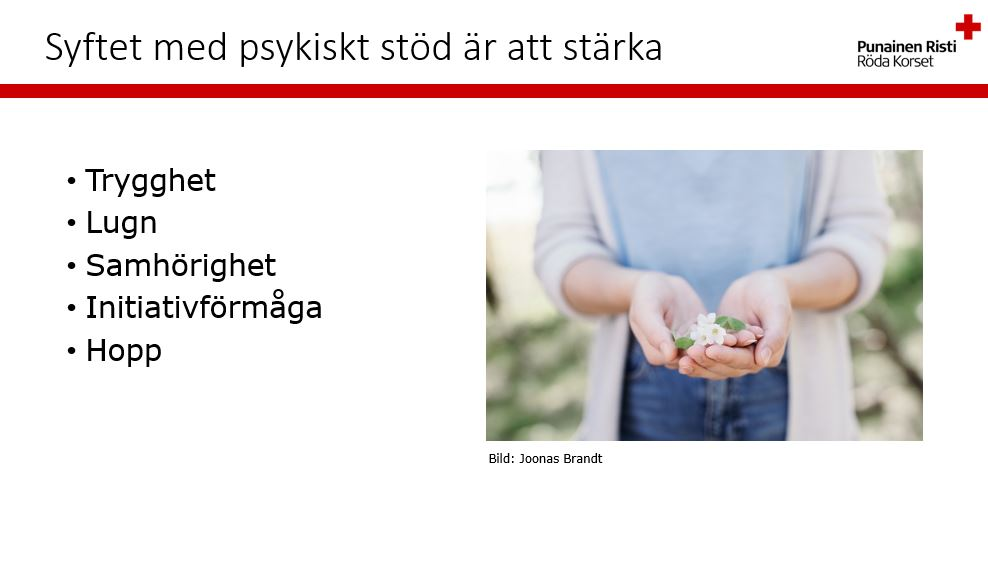 Syftet med psykiskt stöd är att stärka
Punainen Risti
Röda Korset
• Trygghet
• Lugn
• Samhörighet
• Initiativförmåga
• Hopp
Bild: Joonas Brandt